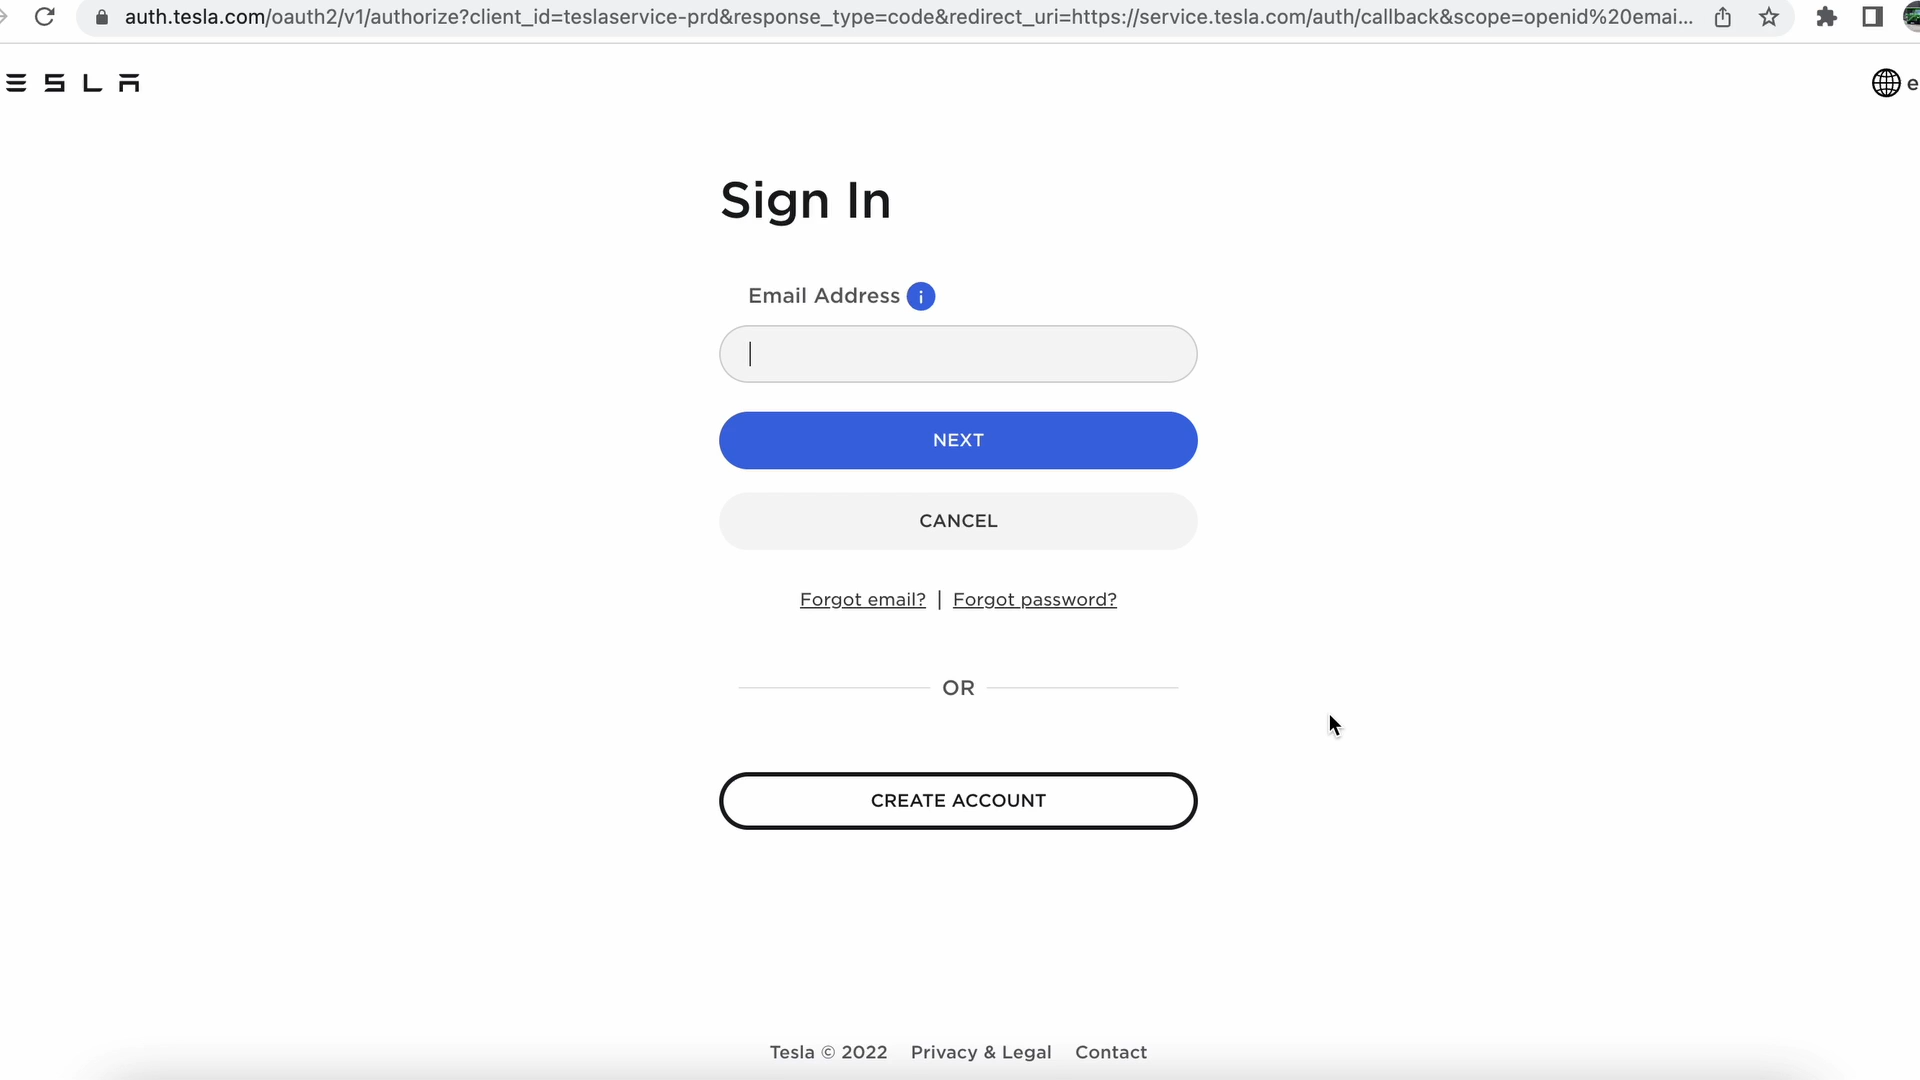 auth.tesla.com/oauth2/v1/authorize?client_id=teslaservice-prd&response_type=code&redirect_uri=https://service.tesla.com/auth/callback&scope=openid%20emai...
ESLA
e
Sign In
Email Address i
NEXT
CANCEL
Forgot email? | Forgot password?
OR
CREATE ACCOUNT
Tesla © 2022 Privacy & Legal Contact